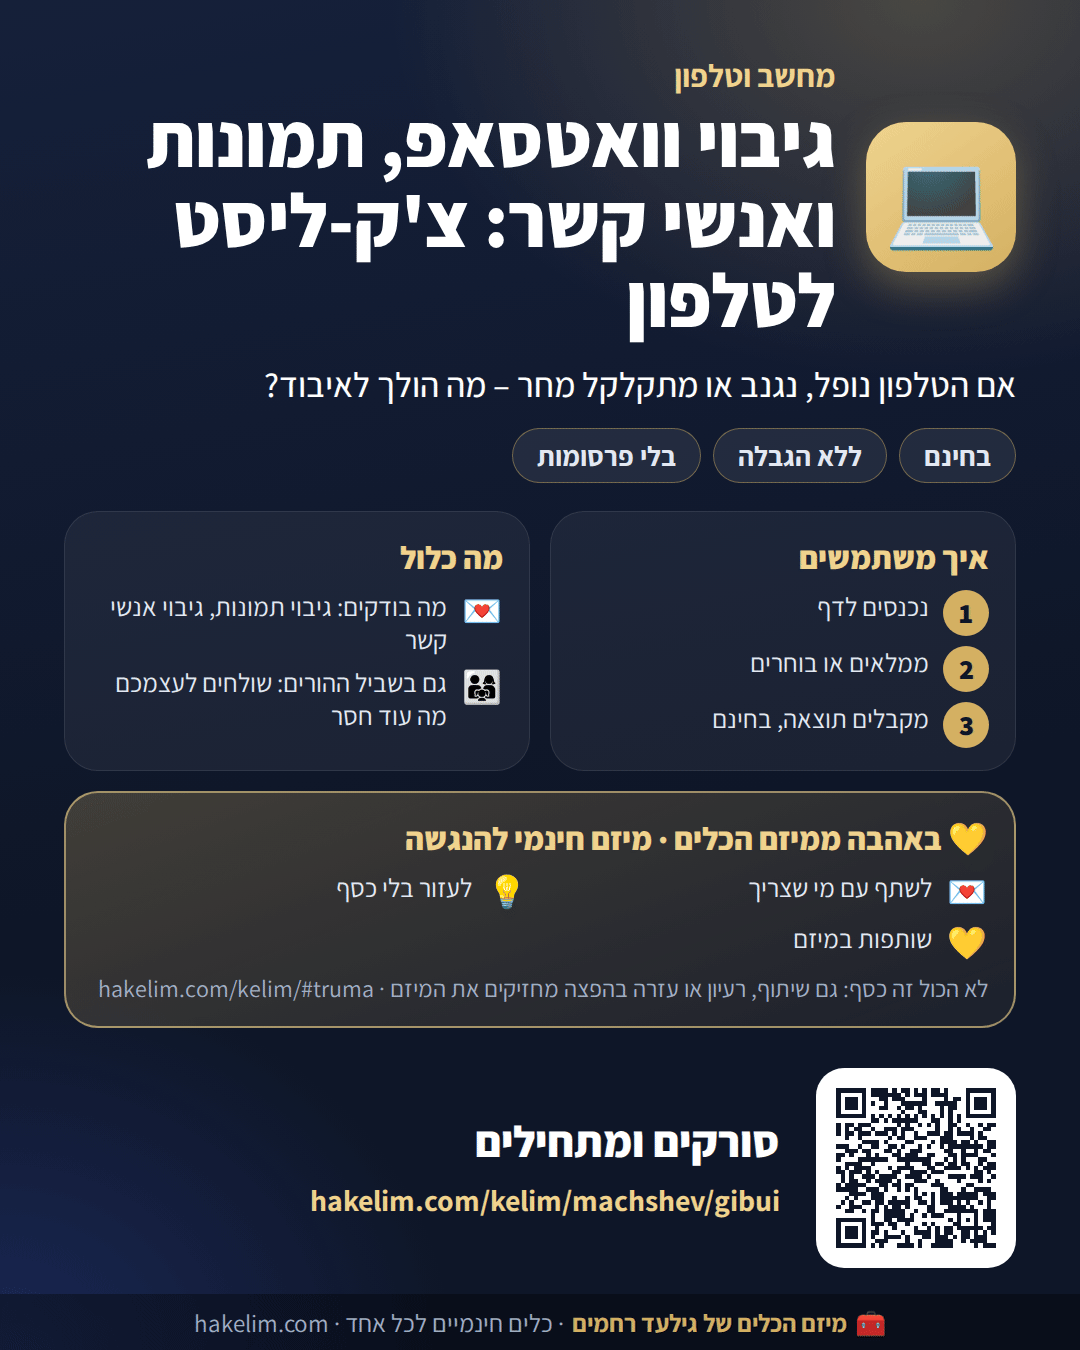 מחשב וטלפון
גיבוי וואטסאפ, תמונות
ואנשי קשר: צ'ק-ליסט
לטלפון
אם הטלפון נופל, נגנב או מתקלקל מחר – מה הולך לאיבוד?
בחינם
ללא הגבלה
בלי פרסומות
איך משתמשים
1 נכנסים לדף
2 ממלאים או בוחרים
3 מקבלים תוצאה, בחינם
מה כלול
מה בודקים: גיבוי תמונות, גיבוי אנשי
קשר
גם בשביל ההורים: שולחים לעצמכם
מה עוד חסר
באהבה ממיזם הכלים · מיזם חינמי להנגשה
לשתף עם מי שצריך
לעזור בלי כסף
שותפות במיזם
לא הכול זה כסף: גם שיתוף, רעיון או עזרה בהפצה מחזיקים את המיזם · hakelim.com/kelim/#truma
סורקים ומתחילים
hakelim.com/kelim/machshev/gibui
מיזם הכלים של גילעד רחמים · כלים חינמיים לכל אחד · hakelim.com